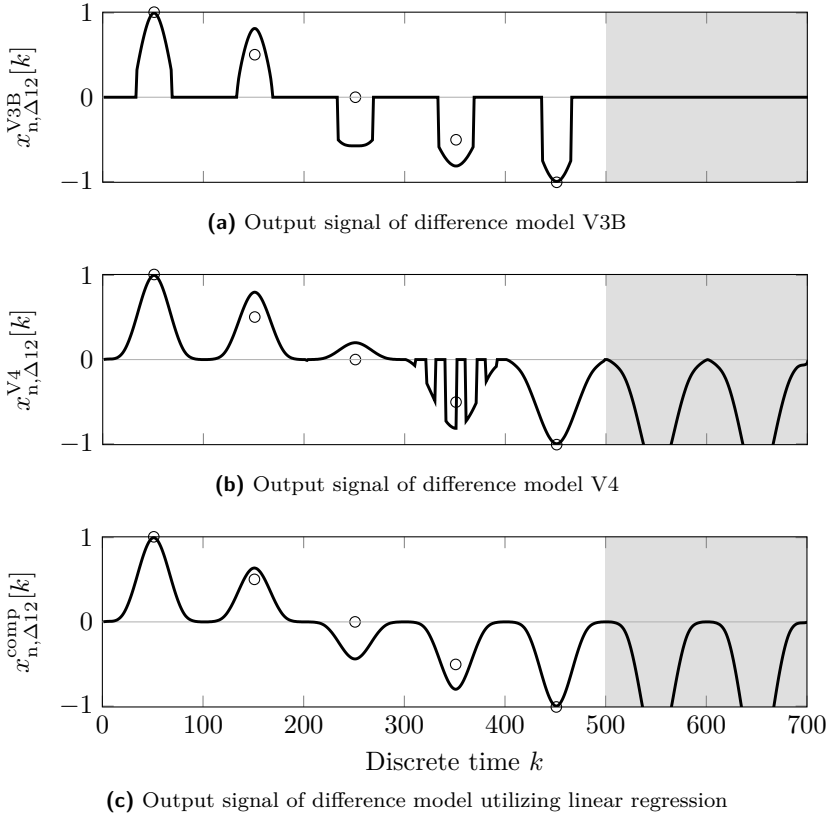 1
0
−1
x^{V3B}_{n,Δ12}[k]
(a) Output signal of difference model V3B
1
0
−1
x^{V4}_{n,Δ12}[k]
(b) Output signal of difference model V4
1
0
−1
x^{comp}_{n,Δ12}[k]
0 100 200 300 400 500 600 700
Discrete time k
(c) Output signal of difference model utilizing linear regression